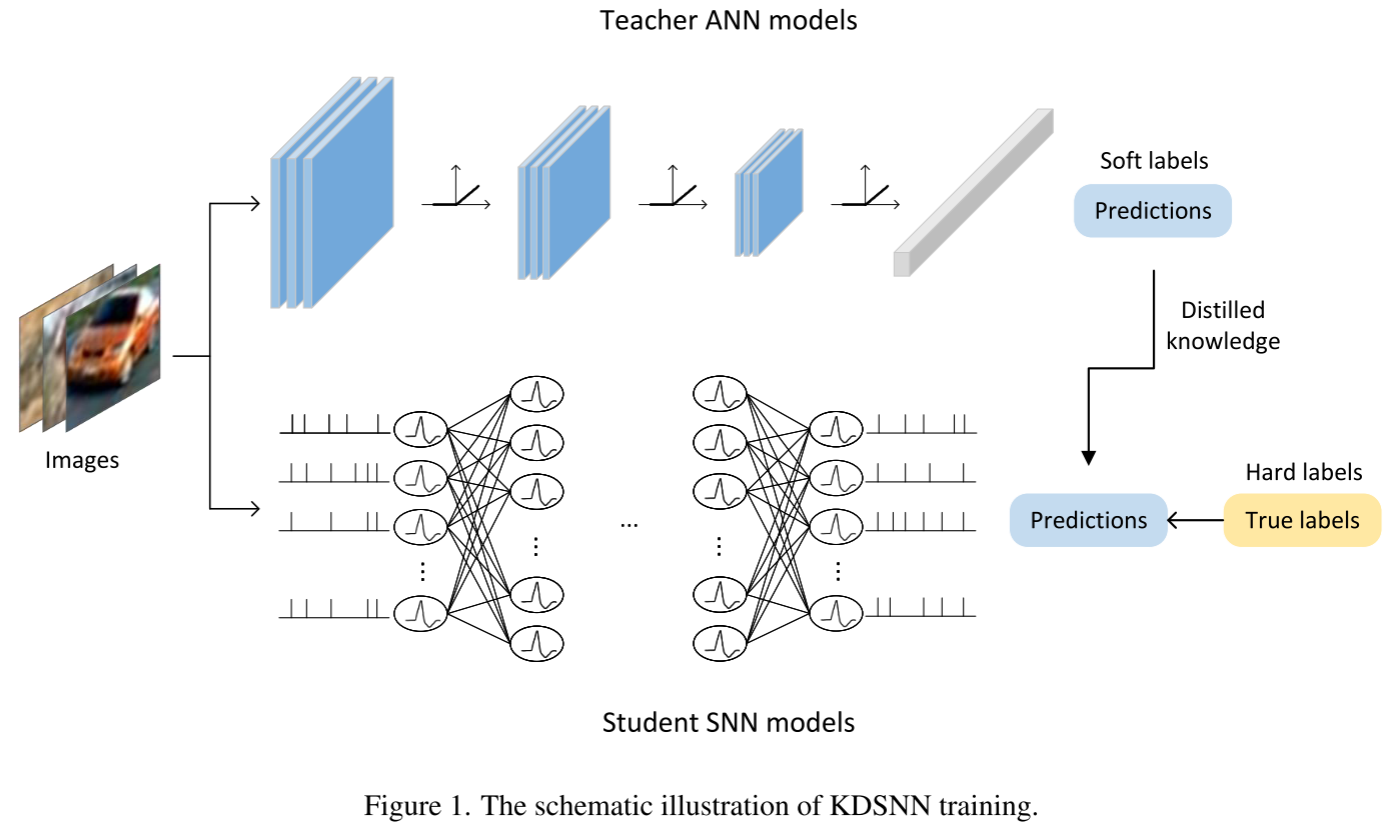 Teacher ANN models
Soft labels
Predictions
Distilled
knowledge
Images
...
Hard labels
Predictions
True labels
Student SNN models
Figure 1. The schematic illustration of KDSNN training.